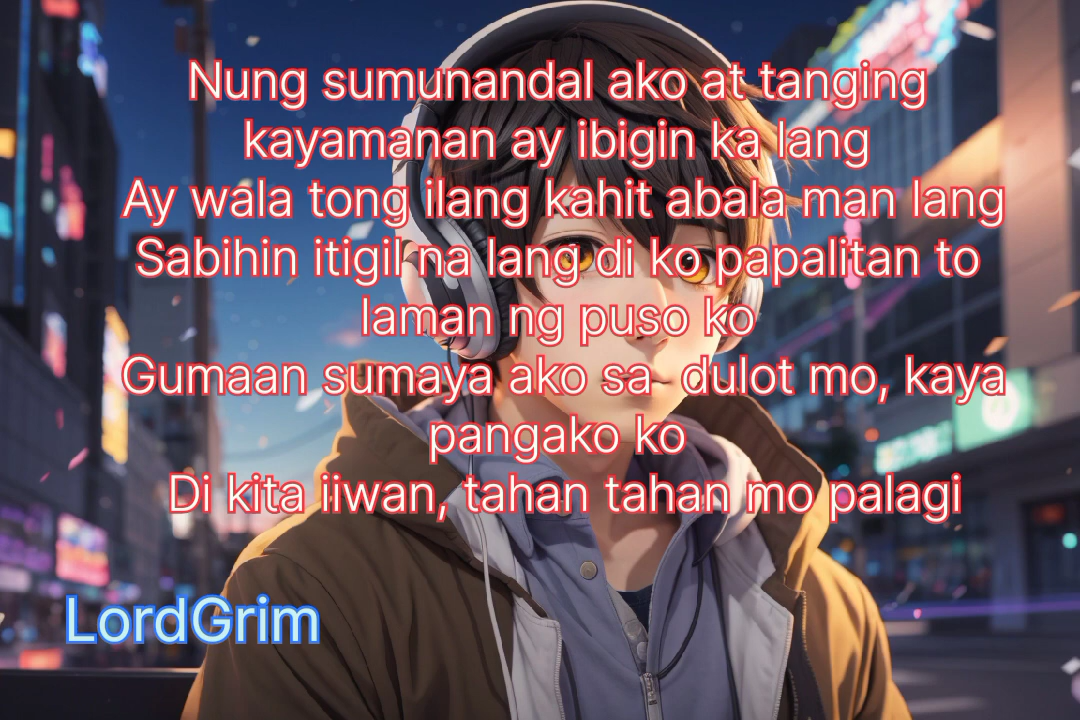 Nung sumunandal ako at tanging
kayamanan ay ibigin ka lang
Ay wala tong ilang kahit abala man lang
Sabihin itigil na lang di ko papalitan to
laman ng puso ko
Gumaan sumaya ako sa  dulot mo, kaya
pangako ko
Di kita iiwan, tahan tahan mo palagi
LordGrim